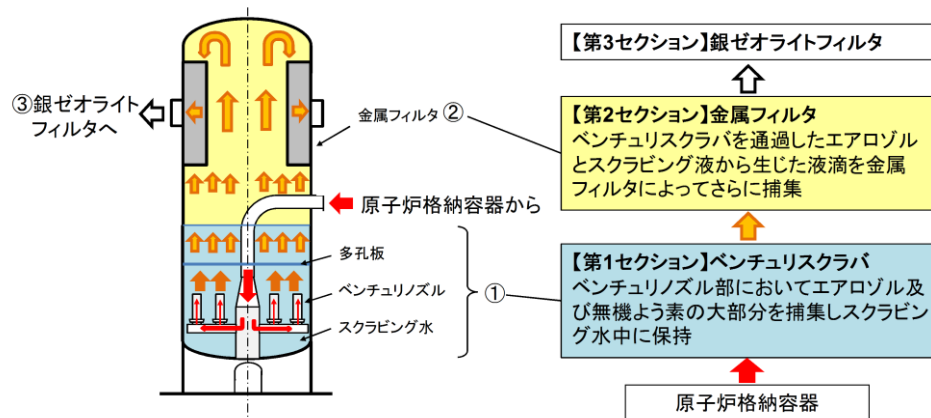 ③銀ゼオライト
フィルタへ
金属フィルタ ②
原子炉格納容器から
多孔板
ベンチュリノズル
スクラビング水
①
【第3セクション】銀ゼオライトフィルタ
【第2セクション】金属フィルタ
ベンチュリスクラバを通過したエアロゾル
とスクラビング液から生じた液滴を金属
フィルタによってさらに捕集
【第1セクション】ベンチュリスクラバ
ベンチュリノズル部においてエアロゾル及
び無機よう素の大部分を捕集しスクラビン
グ水中に保持
原子炉格納容器